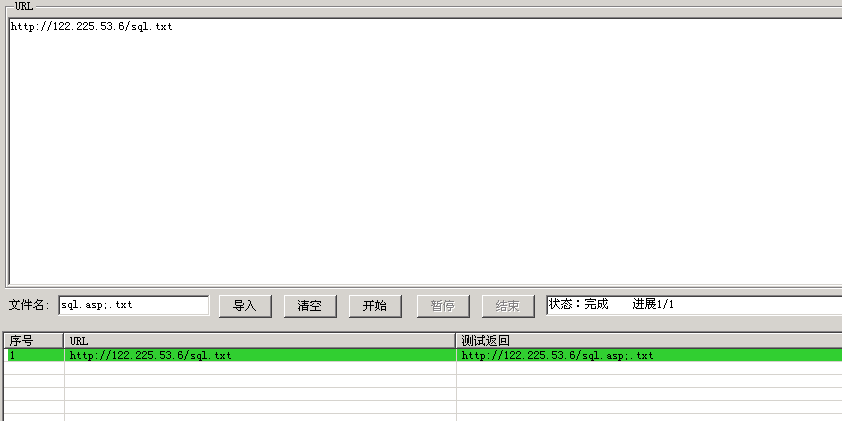 URL
http://122.225.53.6/sql.txt
文件名: sql.asp;.txt 导入 清空 开始 暂停 结束 状态：完成 进展1/1
序号 URL 测试返回
1 http://122.225.53.6/sql.txt http://122.225.53.6/sql.asp;.txt